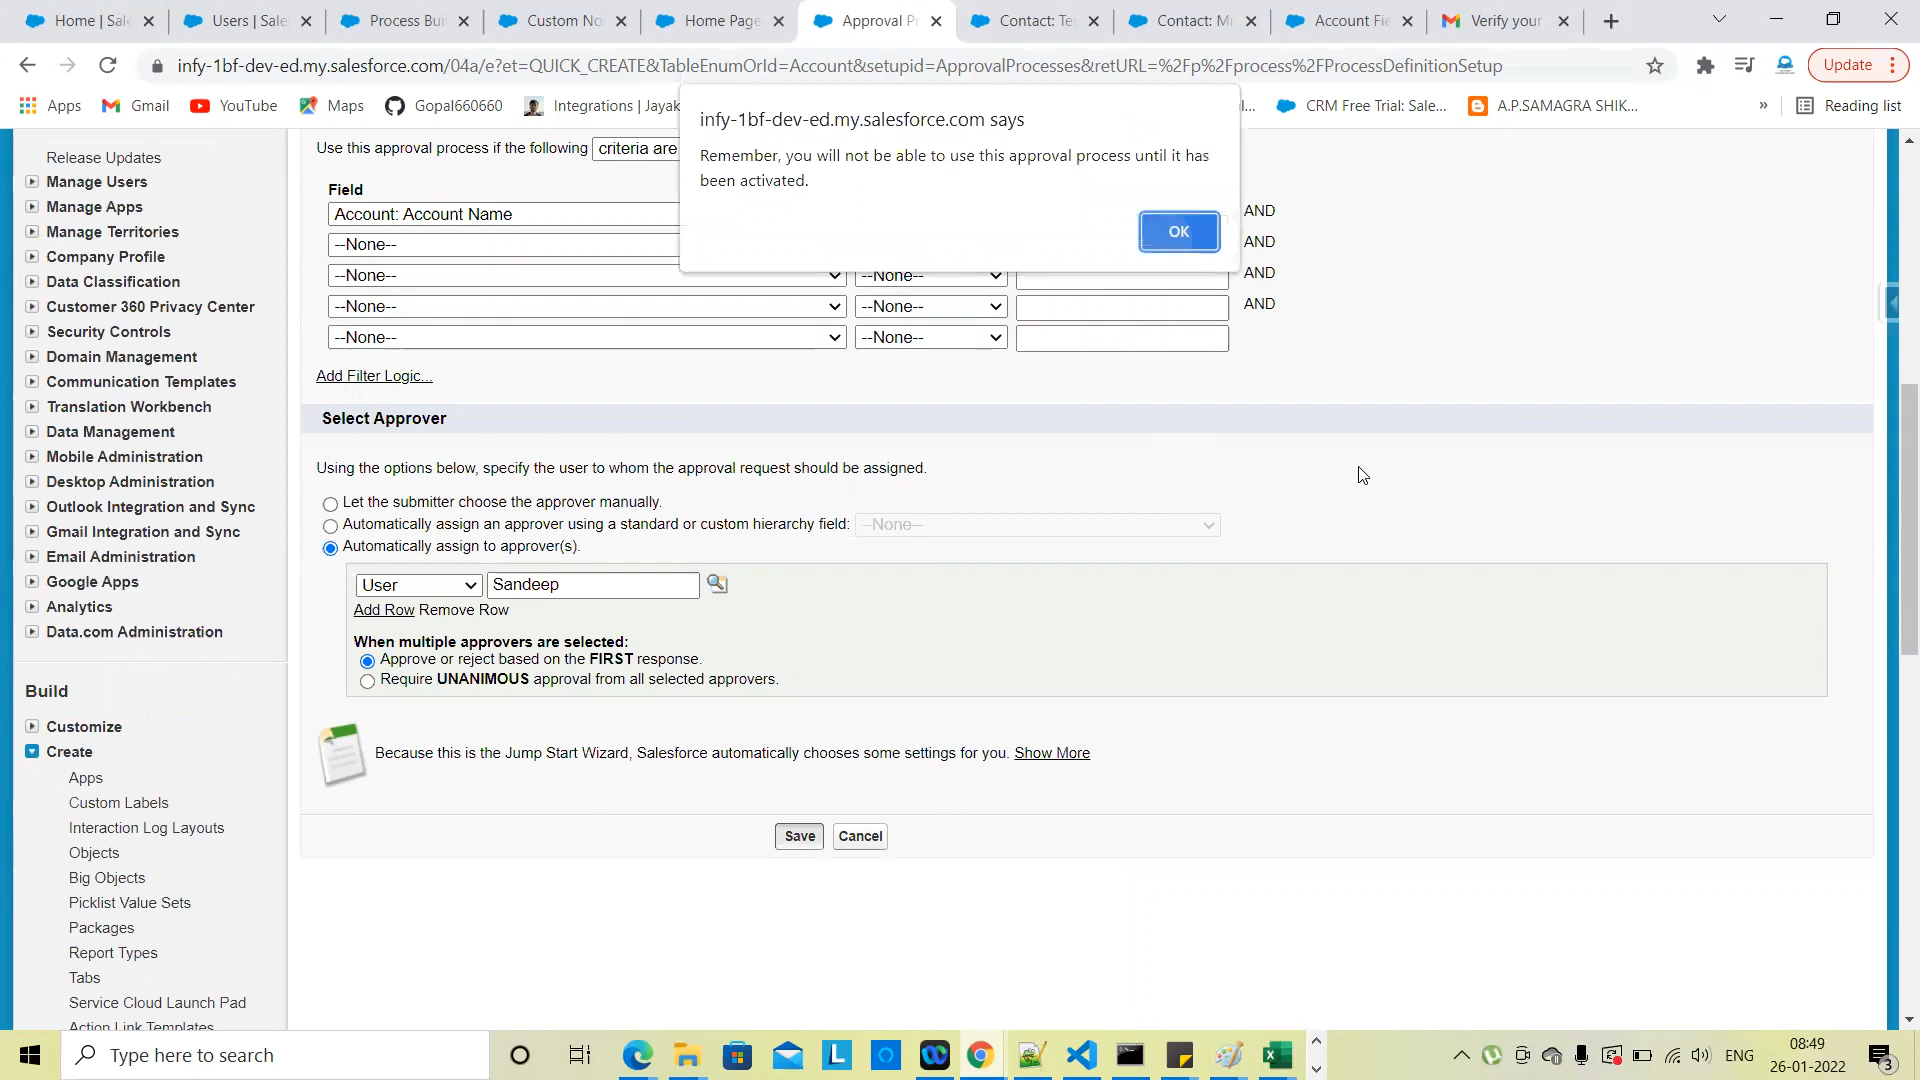 Home | Sale
Users | Sale
Process Buil
Custom No
Home Page
Approval Pr
Contact: Te
Contact: Mr
Account Fie
Verify your
infy-1bf-dev-ed.my.salesforce.com/04a/e?et=QUICK_CREATE&TableEnumOrId=Account&setupid=ApprovalProcesses&retURL=%2Fp%2Fprocess%2FProcessDefinitionSetup
Update
Apps
Gmail
YouTube
Maps
Gopal660660
Integrations | Jayak
CRM Free Trial: Sale...
A.P.SAMAGRA SHIK...
»
Reading list
infy-1bf-dev-ed.my.salesforce.com says
Remember, you will not be able to use this approval process until it has
been activated.
OK
Release Updates
Manage Users
Manage Apps
Manage Territories
Company Profile
Data Classification
Customer 360 Privacy Center
Security Controls
Domain Management
Communication Templates
Translation Workbench
Data Management
Mobile Administration
Desktop Administration
Outlook Integration and Sync
Gmail Integration and Sync
Email Administration
Google Apps
Analytics
Data.com Administration
Build
Customize
Create
Apps
Custom Labels
Interaction Log Layouts
Objects
Big Objects
Picklist Value Sets
Packages
Report Types
Tabs
Service Cloud Launch Pad
Action Link Templates
Use this approval process if the following criteria are
Field
Account: Account Name AND
--None-- AND
--None-- --None-- AND
--None-- --None-- AND
--None-- --None--
Add Filter Logic...
Select Approver
Using the options below, specify the user to whom the approval request should be assigned.
Let the submitter choose the approver manually.
Automatically assign an approver using a standard or custom hierarchy field: --None--
Automatically assign to approver(s).
User Sandeep
Add Row Remove Row
When multiple approvers are selected:
Approve or reject based on the FIRST response.
Require UNANIMOUS approval from all selected approvers.
Because this is the Jump Start Wizard, Salesforce automatically chooses some settings for you. Show More
Save Cancel
Type here to search
ENG
08:49
26-01-2022
3